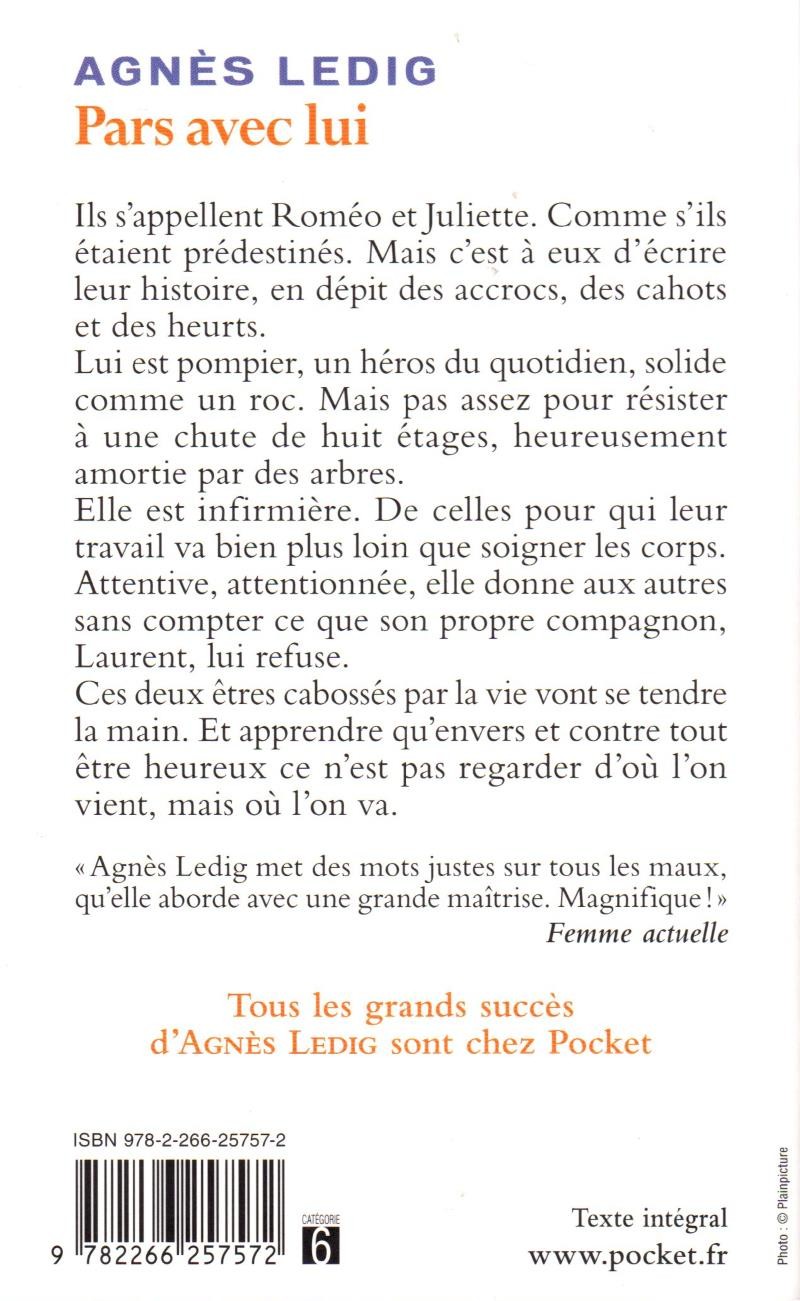 AGNÈS LEDIG
Pars avec lui
Ils s'appellent Roméo et Juliette. Comme s'ils
étaient prédestinés. Mais c'est à eux d'écrire
leur histoire, en dépit des accrocs, des cahots
et des heurts.
Lui est pompier, un héros du quotidien, solide
comme un roc. Mais pas assez pour résister
à une chute de huit étages, heureusement
amortie par des arbres.
Elle est infirmière. De celles pour qui leur
travail va bien plus loin que soigner les corps.
Attentive, attentionnée, elle donne aux autres
sans compter ce que son propre compagnon,
Laurent, lui refuse.
Ces deux êtres cabossés par la vie vont se tendre
la main. Et apprendre qu'envers et contre tout
être heureux ce n'est pas regarder d'où l'on
vient, mais où l'on va.
« Agnès Ledig met des mots justes sur tous les maux,
qu'elle aborde avec une grande maîtrise. Magnifique ! »
Femme actuelle
Tous les grands succès
d'AGNÈS LEDIG sont chez Pocket
ISBN 978-2-266-25757-2
9 782266 257572
CATÉGORIE
6
Texte intégral
www.pocket.fr
Photo : © Plainpicture